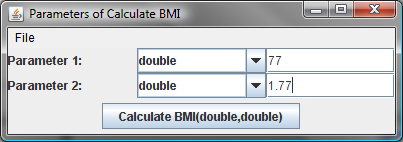 Parameters of Calculate BMI
File
Parameter 1: double 77
Parameter 2: double 1.77
Calculate BMI(double,double)